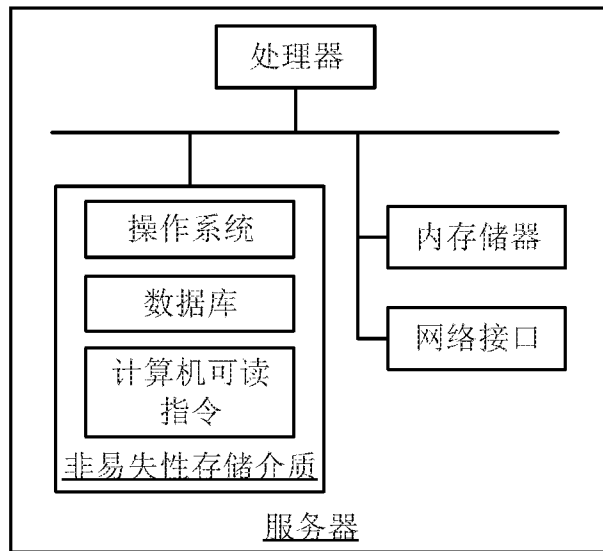 处理器
操作系统
数据库
计算机可读
指令
非易失性存储介质
内存储器
网络接口
服务器